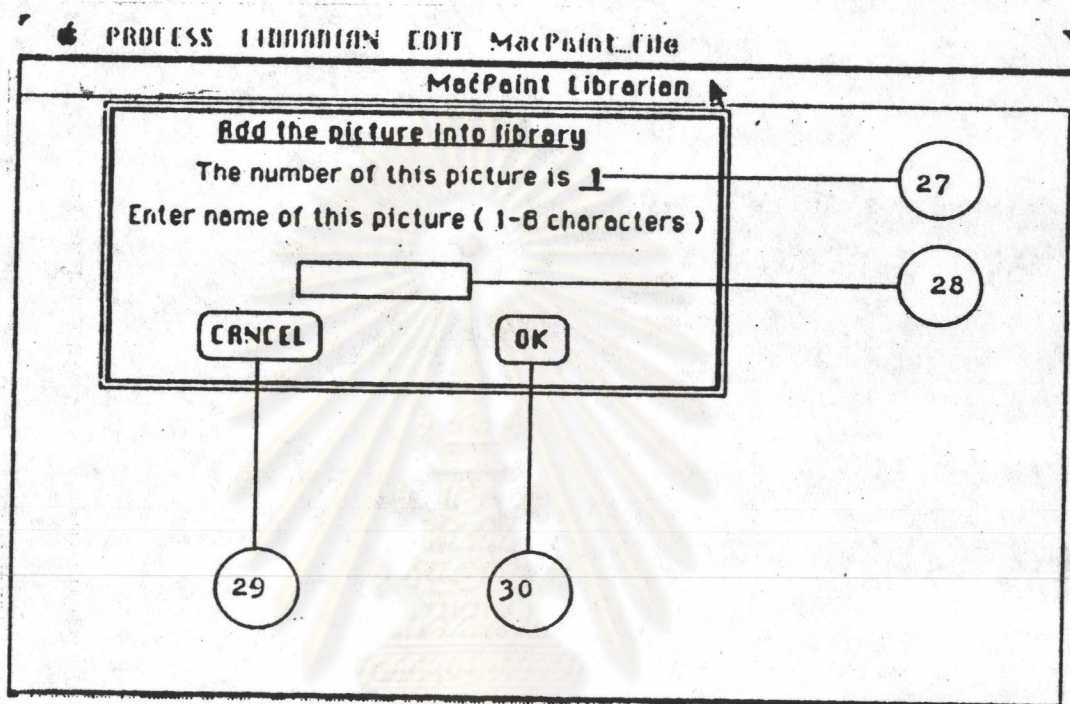 PROCESS LIBRARIAN EDIT MacPaint_File
MacPaint Librarian
Add the picture into library
The number of this picture is 1
27
Enter name of this picture ( 1-8 characters )
28
CANCEL OK
29 30